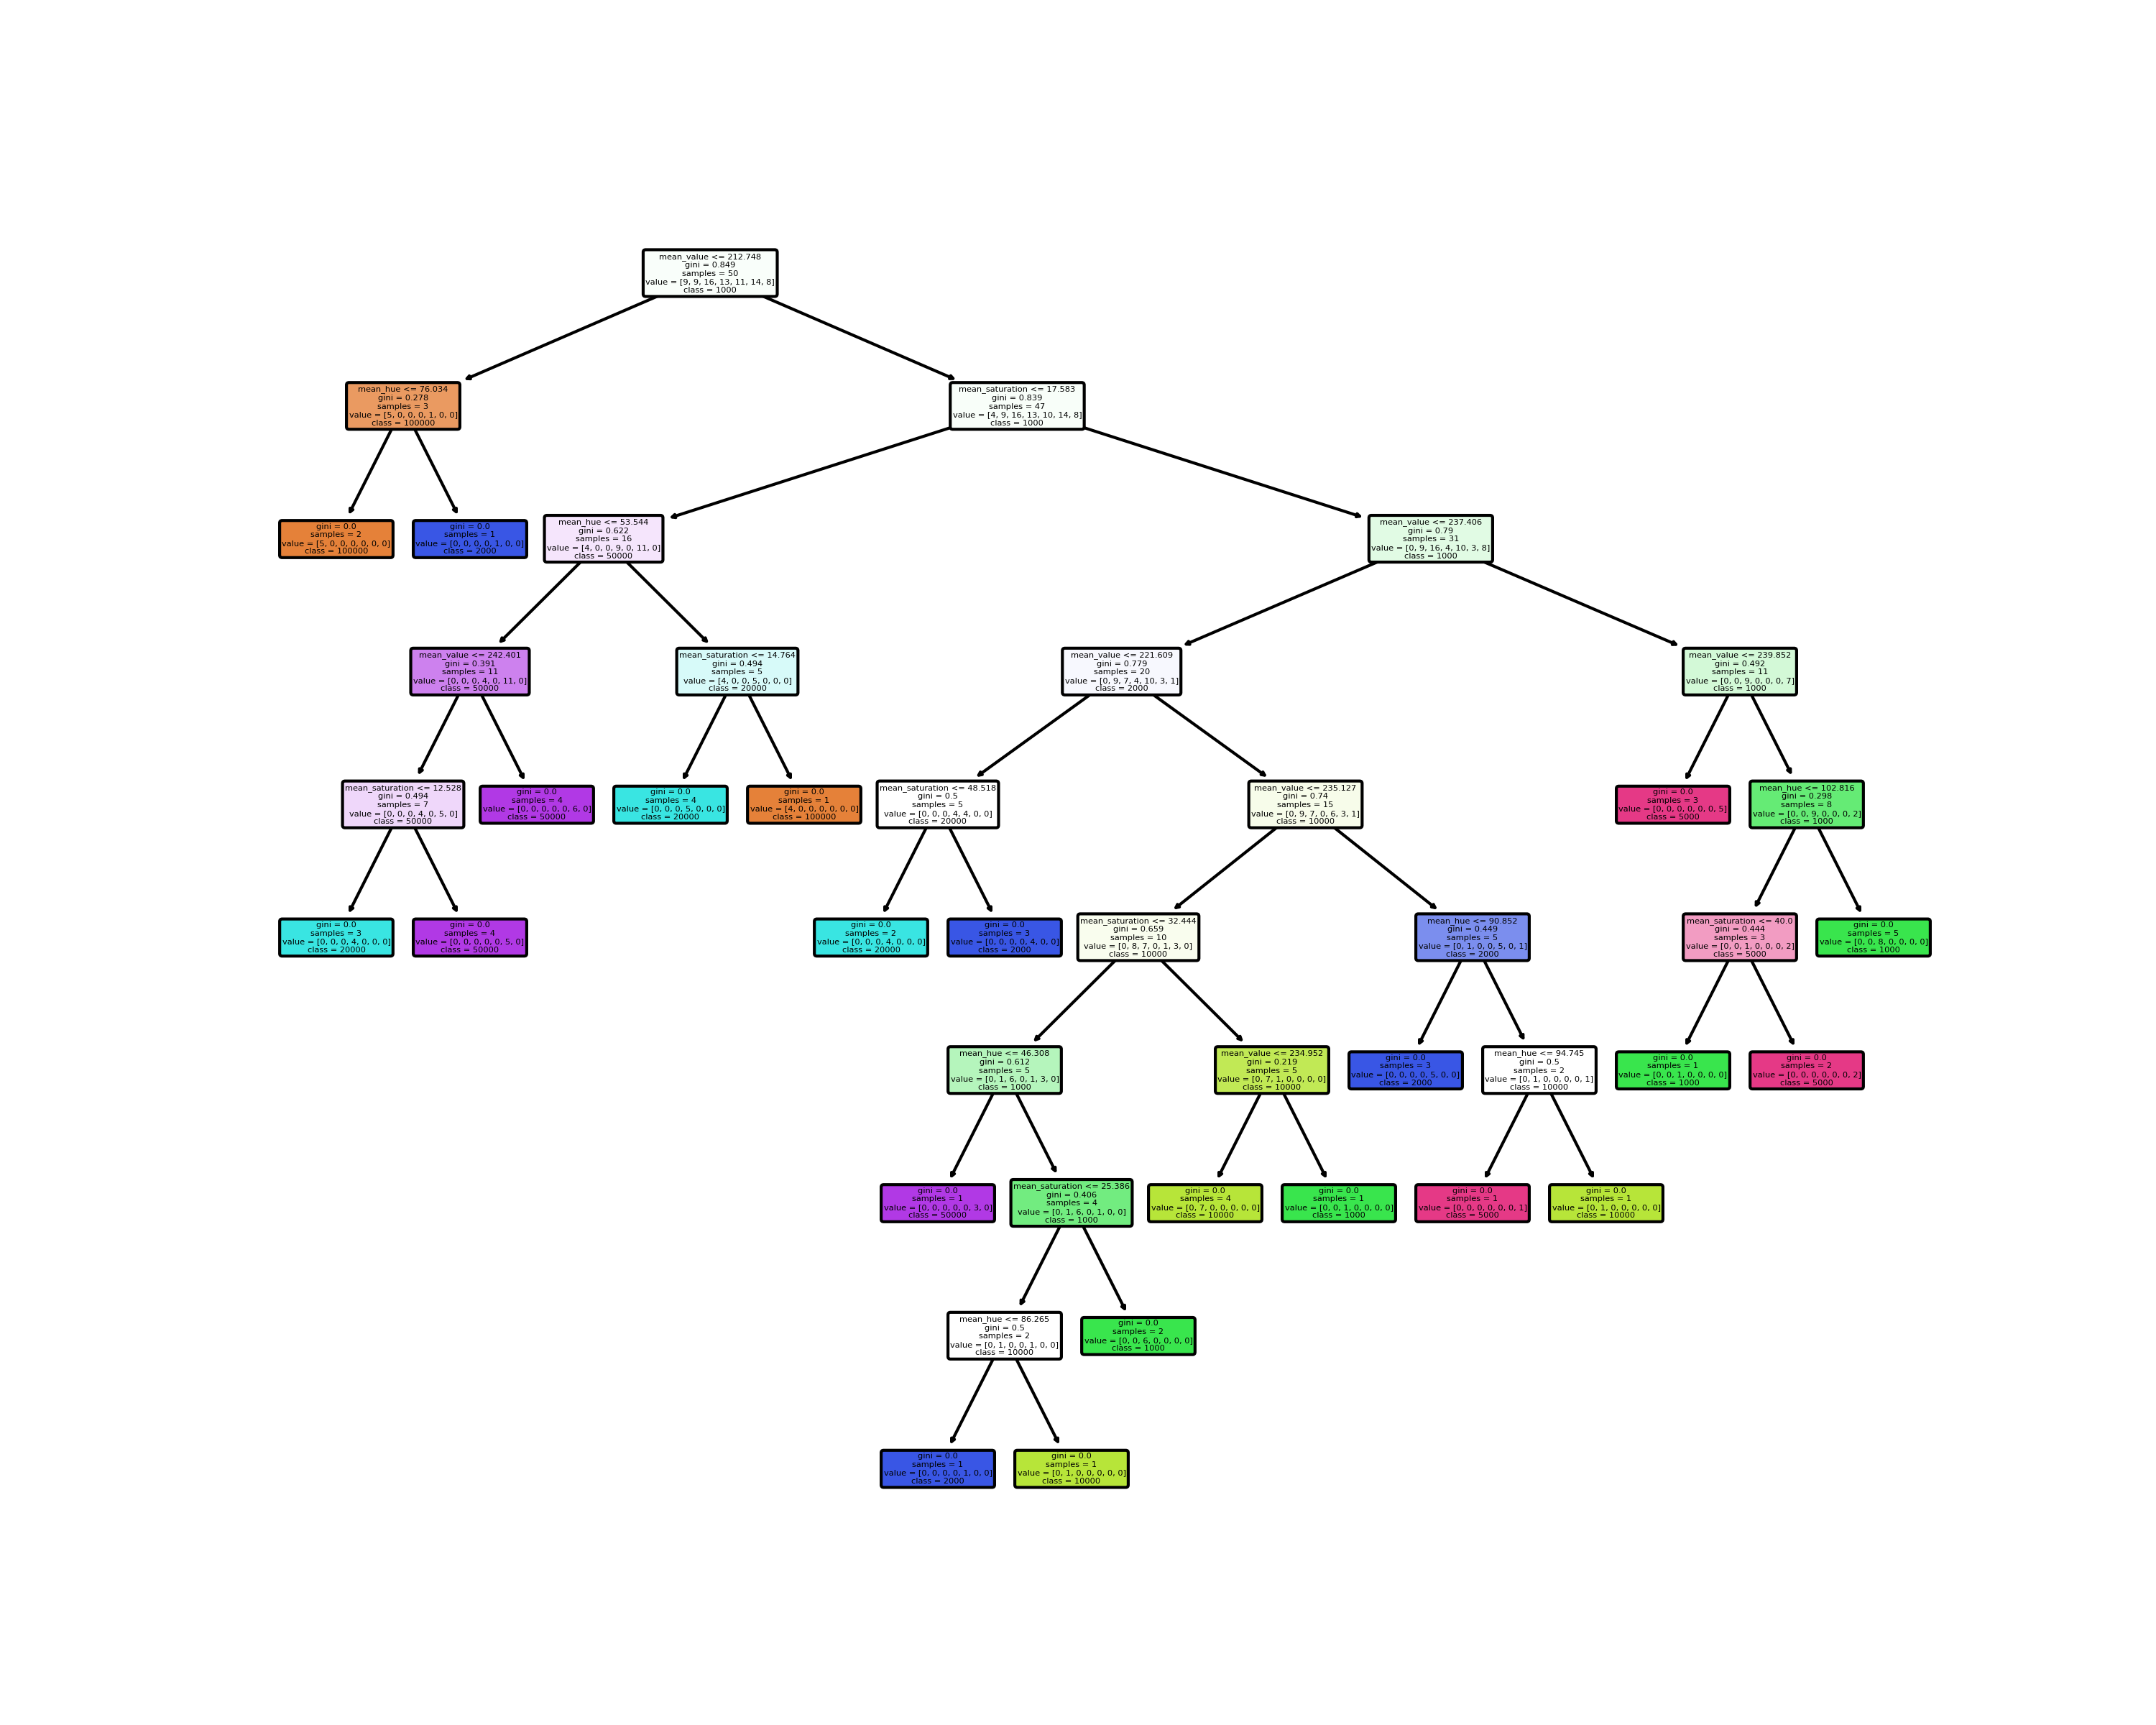 mean_value <= 212.748
gini = 0.849
samples = 50
value = [9, 9, 16, 13, 11, 14, 8]
class = 1000
mean_hue <= 76.034
gini = 0.278
samples = 3
value = [5, 0, 0, 0, 1, 0, 0]
class = 100000
mean_saturation <= 17.583
gini = 0.839
samples = 47
value = [4, 9, 16, 13, 10, 14, 8]
class = 1000
gini = 0.0
samples = 2
value = [5, 0, 0, 0, 0, 0, 0]
class = 100000
gini = 0.0
samples = 1
value = [0, 0, 0, 0, 1, 0, 0]
class = 2000
mean_hue <= 53.544
gini = 0.622
samples = 16
value = [4, 0, 0, 9, 0, 11, 0]
class = 50000
mean_value <= 237.406
gini = 0.79
samples = 31
value = [0, 9, 16, 4, 10, 3, 8]
class = 1000
mean_value <= 242.401
gini = 0.391
samples = 11
value = [0, 0, 0, 4, 0, 11, 0]
class = 50000
mean_saturation <= 14.764
gini = 0.494
samples = 5
value = [4, 0, 0, 5, 0, 0, 0]
class = 20000
mean_value <= 221.609
gini = 0.779
samples = 20
value = [0, 9, 7, 4, 10, 3, 1]
class = 2000
mean_value <= 239.852
gini = 0.492
samples = 11
value = [0, 0, 9, 0, 0, 0, 7]
class = 1000
mean_saturation <= 12.528
gini = 0.494
samples = 7
value = [0, 0, 0, 4, 0, 5, 0]
class = 50000
gini = 0.0
samples = 4
value = [0, 0, 0, 0, 0, 6, 0]
class = 50000
gini = 0.0
samples = 4
value = [0, 0, 0, 5, 0, 0, 0]
class = 20000
gini = 0.0
samples = 1
value = [4, 0, 0, 0, 0, 0, 0]
class = 100000
mean_saturation <= 48.518
gini = 0.5
samples = 5
value = [0, 0, 0, 4, 4, 0, 0]
class = 20000
mean_value <= 235.127
gini = 0.74
samples = 15
value = [0, 9, 7, 0, 6, 3, 1]
class = 10000
gini = 0.0
samples = 3
value = [0, 0, 0, 0, 0, 0, 5]
class = 5000
mean_hue <= 102.816
gini = 0.298
samples = 8
value = [0, 0, 9, 0, 0, 0, 2]
class = 1000
gini = 0.0
samples = 3
value = [0, 0, 0, 4, 0, 0, 0]
class = 20000
gini = 0.0
samples = 4
value = [0, 0, 0, 0, 0, 5, 0]
class = 50000
gini = 0.0
samples = 2
value = [0, 0, 0, 4, 0, 0, 0]
class = 20000
gini = 0.0
samples = 3
value = [0, 0, 0, 0, 4, 0, 0]
class = 2000
mean_saturation <= 32.444
gini = 0.659
samples = 10
value = [0, 8, 7, 0, 1, 3, 0]
class = 10000
mean_hue <= 90.852
gini = 0.449
samples = 5
value = [0, 1, 0, 0, 5, 0, 1]
class = 2000
mean_saturation <= 40.0
gini = 0.444
samples = 3
value = [0, 0, 1, 0, 0, 0, 2]
class = 5000
gini = 0.0
samples = 5
value = [0, 0, 8, 0, 0, 0, 0]
class = 1000
mean_hue <= 46.308
gini = 0.612
samples = 5
value = [0, 1, 6, 0, 1, 3, 0]
class = 1000
mean_value <= 234.952
gini = 0.219
samples = 5
value = [0, 7, 1, 0, 0, 0, 0]
class = 10000
gini = 0.0
samples = 3
value = [0, 0, 0, 0, 5, 0, 0]
class = 2000
mean_hue <= 94.745
gini = 0.5
samples = 2
value = [0, 1, 0, 0, 0, 0, 1]
class = 10000
gini = 0.0
samples = 1
value = [0, 0, 1, 0, 0, 0, 0]
class = 1000
gini = 0.0
samples = 2
value = [0, 0, 0, 0, 0, 0, 2]
class = 5000
gini = 0.0
samples = 1
value = [0, 0, 0, 0, 0, 3, 0]
class = 50000
mean_saturation <= 25.386
gini = 0.406
samples = 4
value = [0, 1, 6, 0, 1, 0, 0]
class = 1000
gini = 0.0
samples = 4
value = [0, 7, 0, 0, 0, 0, 0]
class = 10000
gini = 0.0
samples = 1
value = [0, 0, 1, 0, 0, 0, 0]
class = 1000
gini = 0.0
samples = 1
value = [0, 0, 0, 0, 0, 0, 1]
class = 5000
gini = 0.0
samples = 1
value = [0, 1, 0, 0, 0, 0, 0]
class = 10000
mean_hue <= 86.265
gini = 0.5
samples = 2
value = [0, 1, 0, 0, 1, 0, 0]
class = 10000
gini = 0.0
samples = 2
value = [0, 0, 6, 0, 0, 0, 0]
class = 1000
gini = 0.0
samples = 1
value = [0, 0, 0, 0, 1, 0, 0]
class = 2000
gini = 0.0
samples = 1
value = [0, 1, 0, 0, 0, 0, 0]
class = 10000